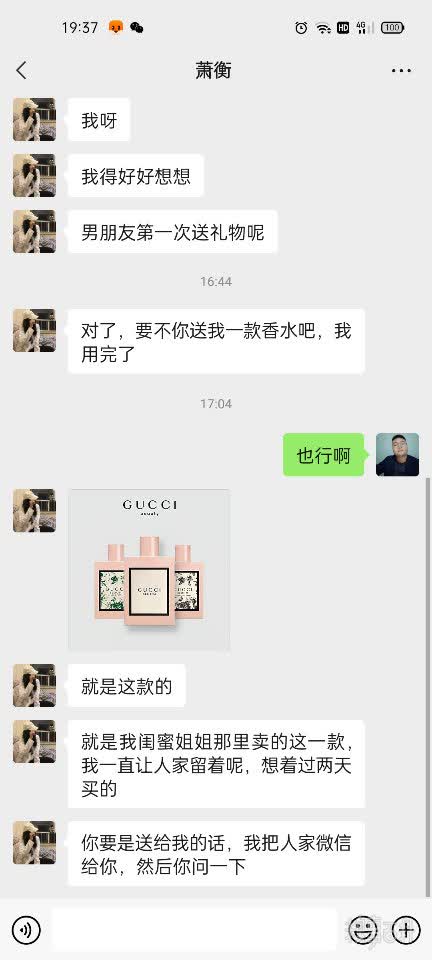 19:37
HD
4G
100
萧衡
我呀
我得好好想想
男朋友第一次送礼物呢
16:44
对了，要不你送我一款香水吧，我
用完了
17:04
也行啊
GUCCI
beauty
GUCCI
就是这款的
就是我闺蜜姐姐那里卖的这一款，
我一直让人家留着呢，想着过两天
买的
你要是送给我的话，我把人家微信
给你，然后你问一下